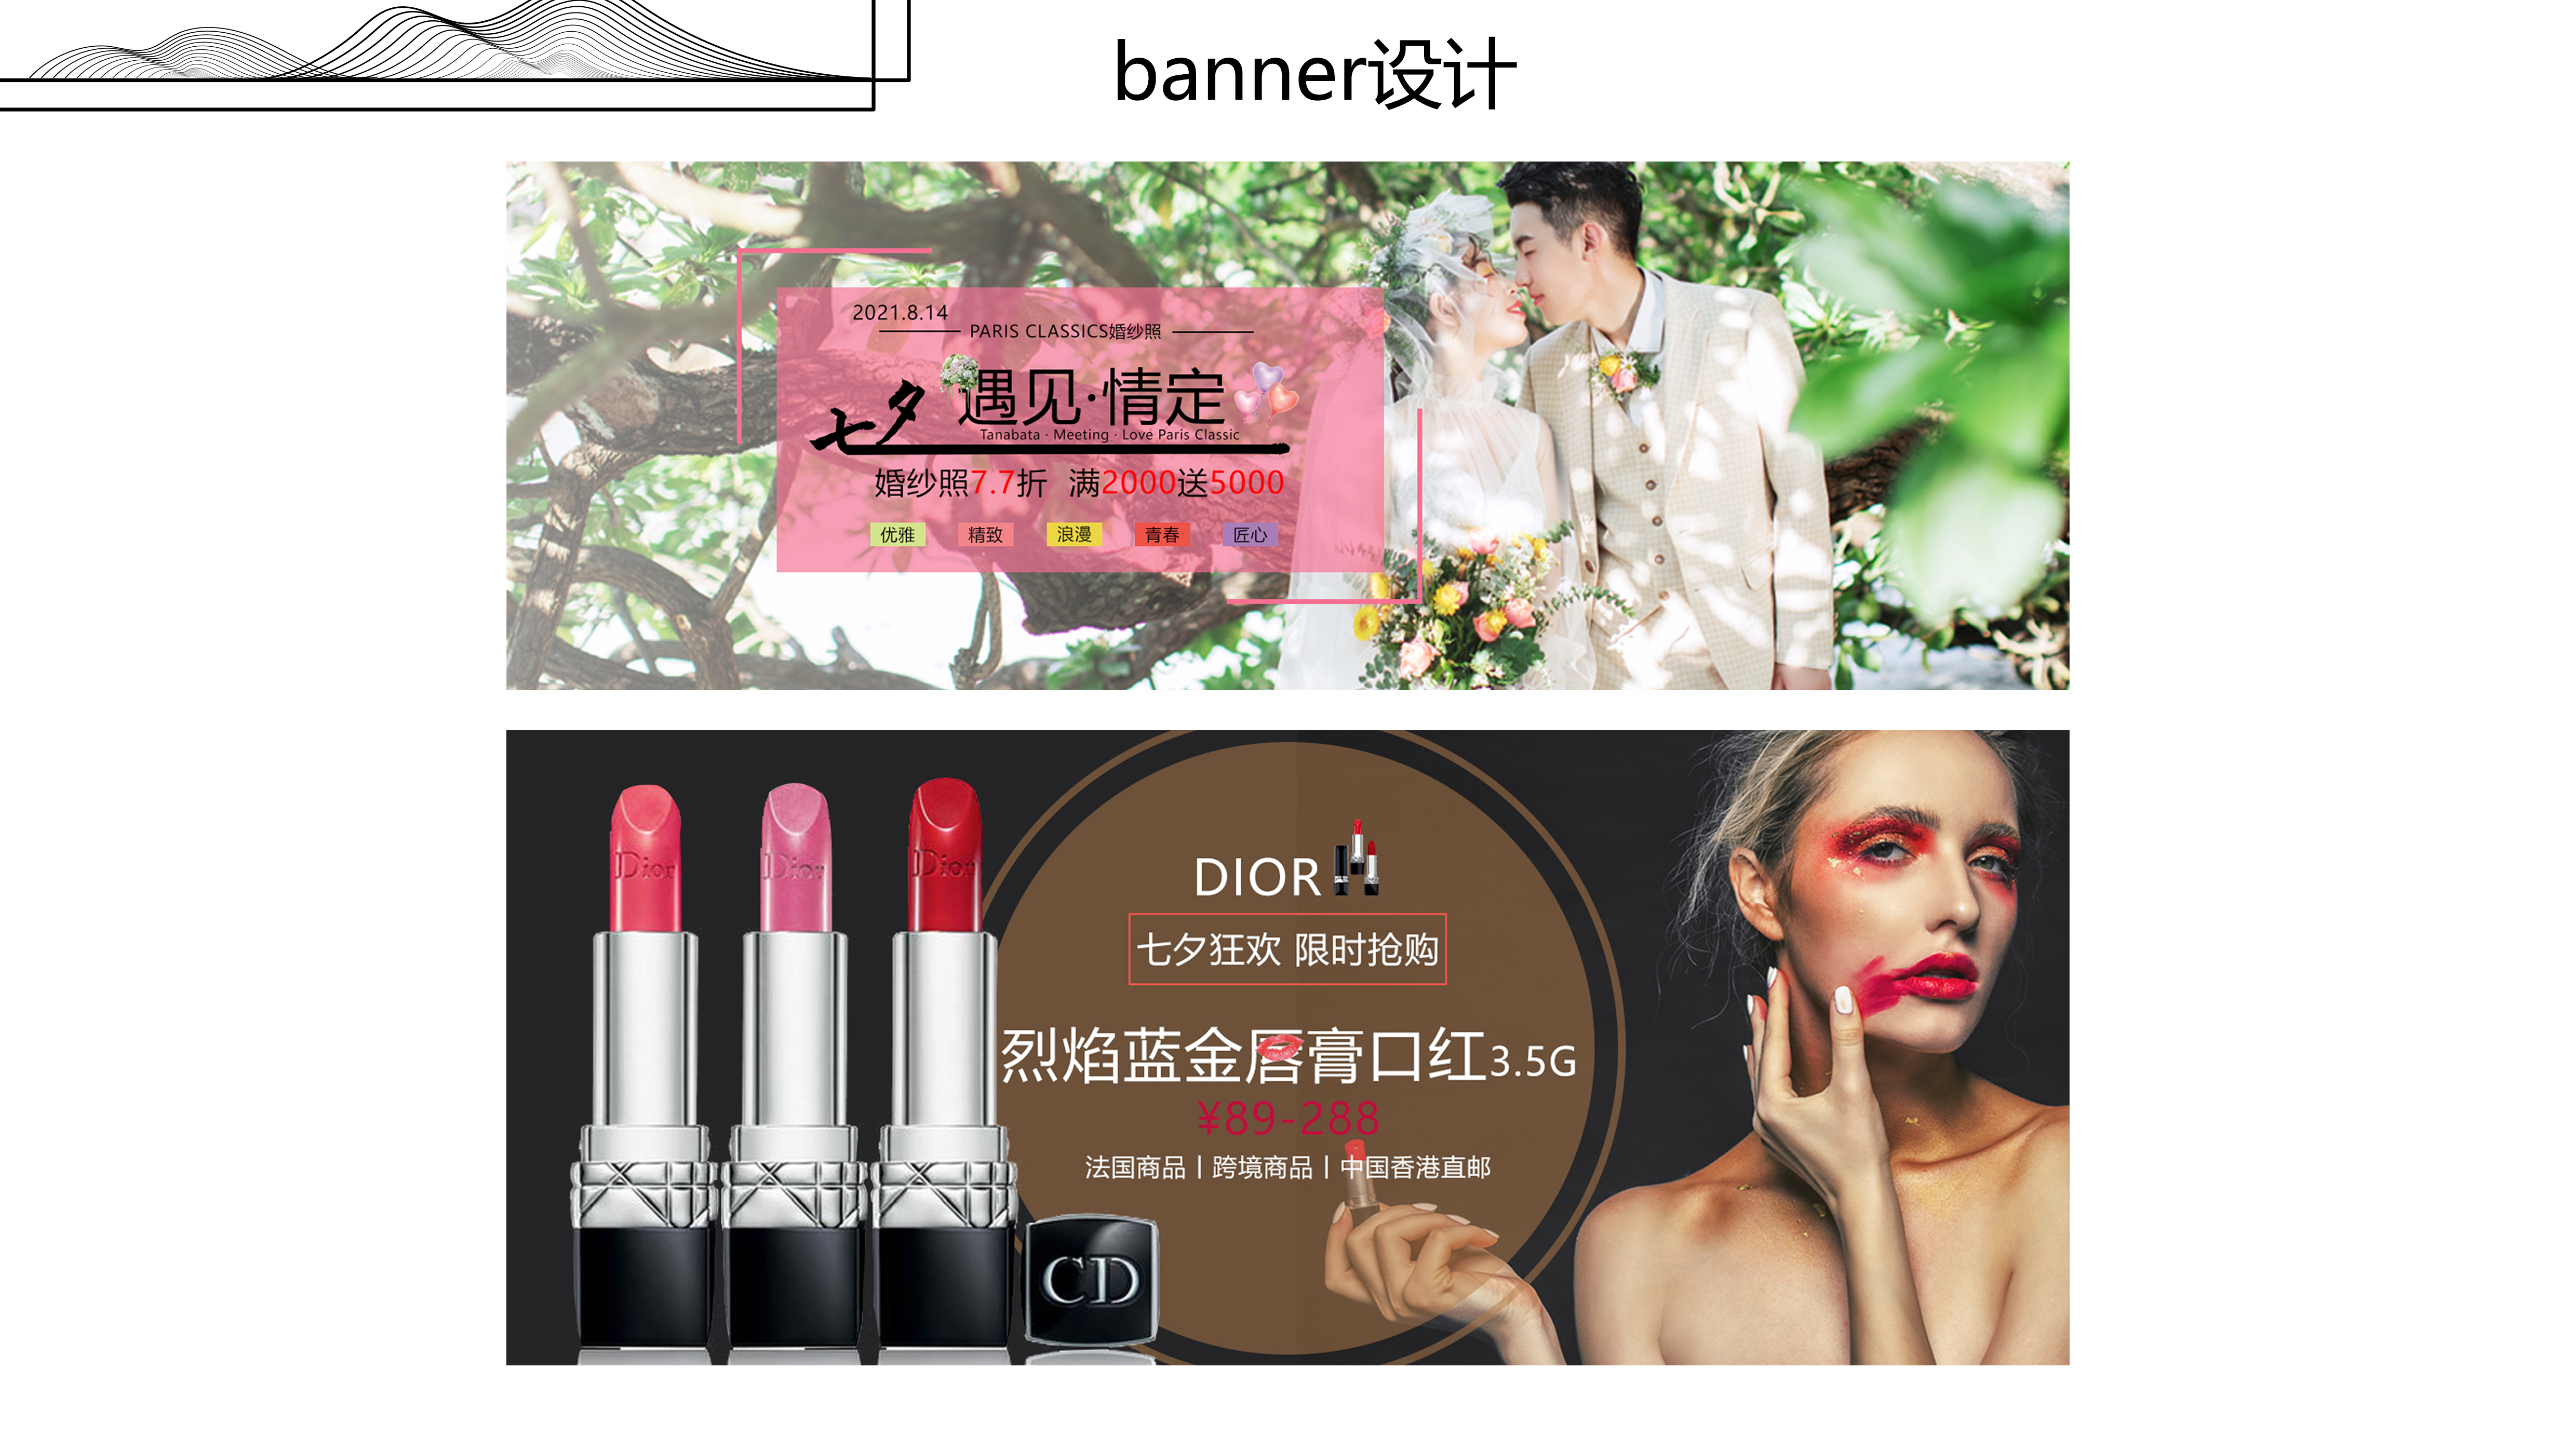 banner设计
2021.8.14
PARIS CLASSICS婚纱照
七夕 遇见·情定
Tanabata · Meeting · Love Paris Classic
婚纱照7.7折 满2000送5000
优雅 精致 浪漫 青春 匠心
Dior Dior Dior
DIOR
七夕狂欢 限时抢购
烈焰蓝金唇膏口红3.5G
¥89-288
法国商品丨跨境商品丨中国香港直邮
CD